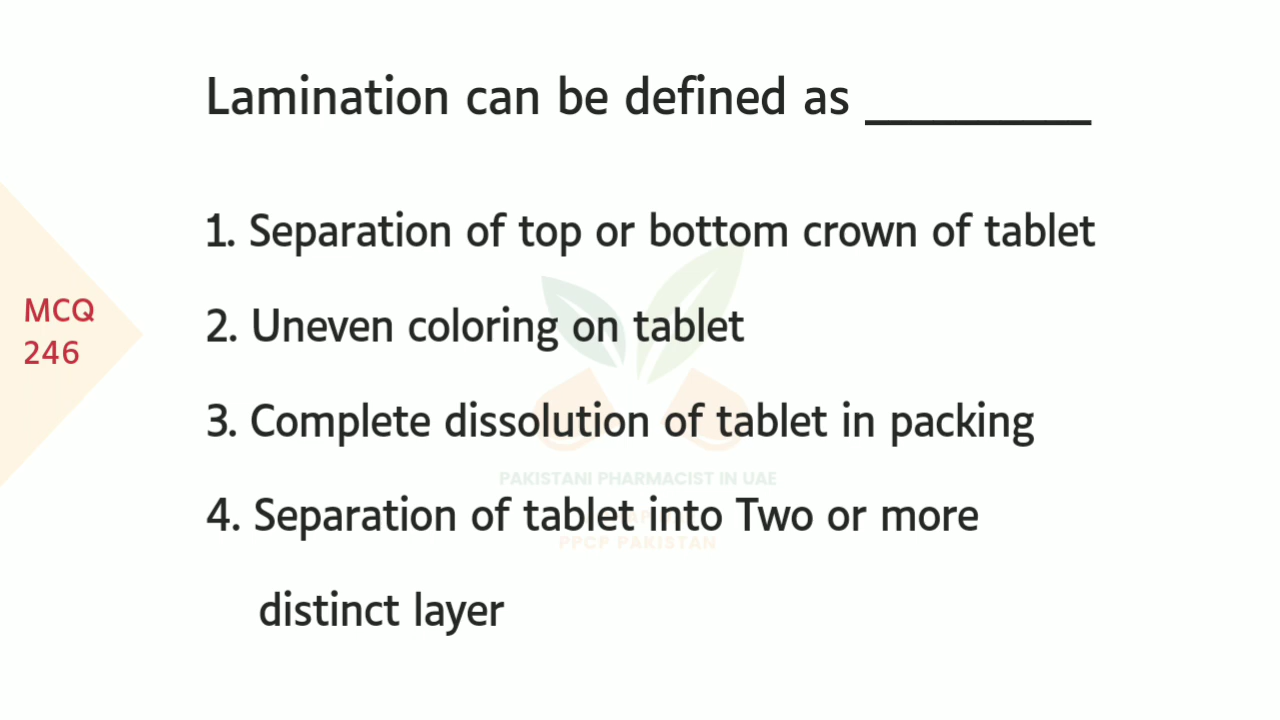 Lamination can be defined as __________
1. Separation of top or bottom crown of tablet
MCQ
246
2. Uneven coloring on tablet
3. Complete dissolution of tablet in packing
PAKISTANI PHARMACIST IN UAE
4. Separation of tablet into Two or more
PPCP PAKISTAN
distinct layer